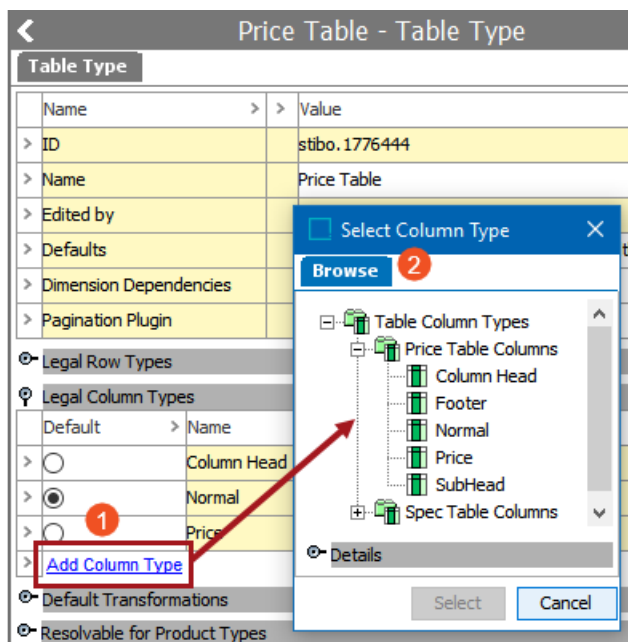 Price Table - Table Type
Table Type
Name > > Value
> ID stibo.1776444
> Name Price Table
> Edited by
> Defaults
> Dimension Dependencies
> Pagination Plugin
Legal Row Types
Legal Column Types
Default > Name
> Column Head
> Normal
> Price
> Add Column Type
1
Default Transformations
Resolvable for Product Types
Select Column Type
Browse 2
Table Column Types
Price Table Columns
Column Head
Footer
Normal
Price
SubHead
Spec Table Columns
Details
Select Cancel